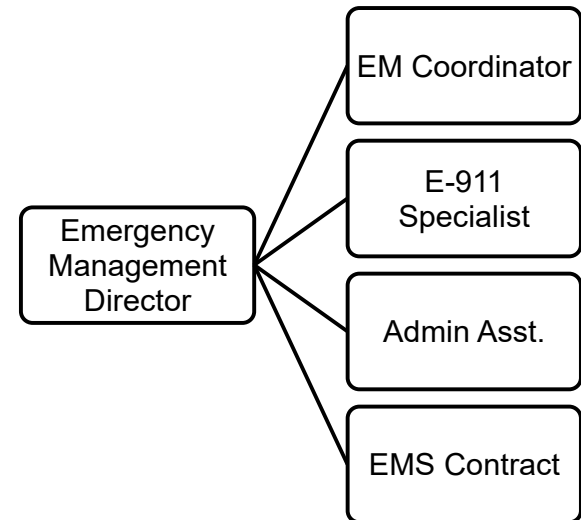 EM Coordinator
E-911
Specialist
Emergency
Management
Director
Admin Asst.
EMS Contract